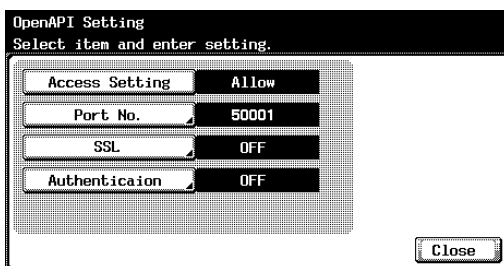 OpenAPI Setting
Select item and enter setting.
Access Setting Allow
Port No. 50001
SSL OFF
Authenticaion OFF
Close